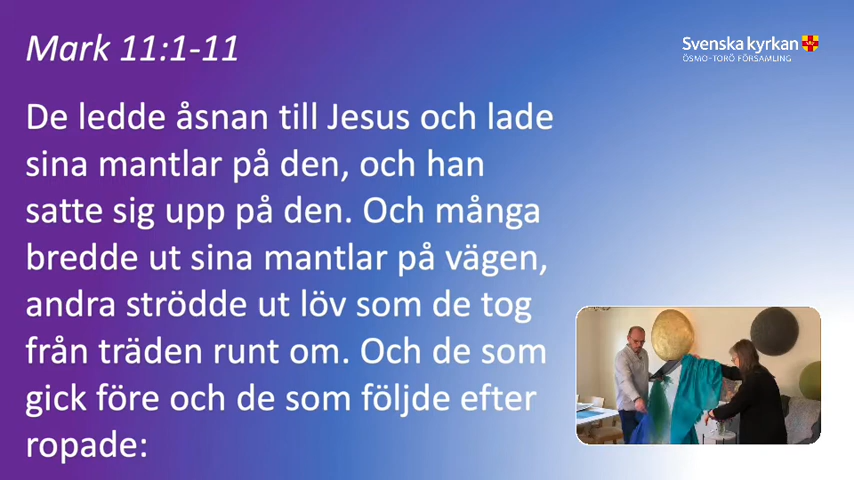 Mark 11:1-11
Svenska kyrkan
ÖSMO-TORÖ FÖRSAMLING
De ledde åsnan till Jesus och lade
sina mantlar på den, och han
satte sig upp på den. Och många
bredde ut sina mantlar på vägen,
andra strödde ut löv som de tog
från träden runt om. Och de som
gick före och de som följde efter
ropade: